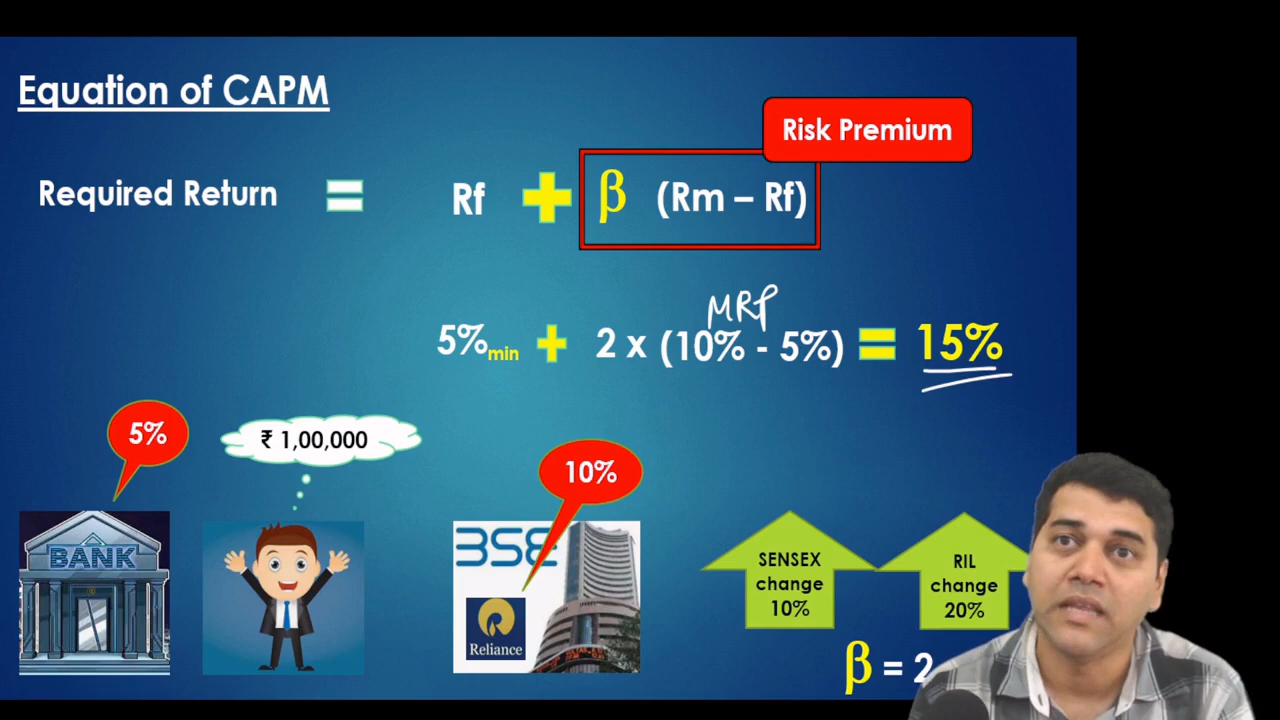 Equation of CAPM
Risk Premium
Required Return = Rf + β (Rm – Rf)
MRP
5%min + 2 x (10% - 5%) = 15%
5%
₹ 1,00,000
10%
BANK
BSE
Reliance
SENSEX
change
10%
RIL
change
20%
β = 2